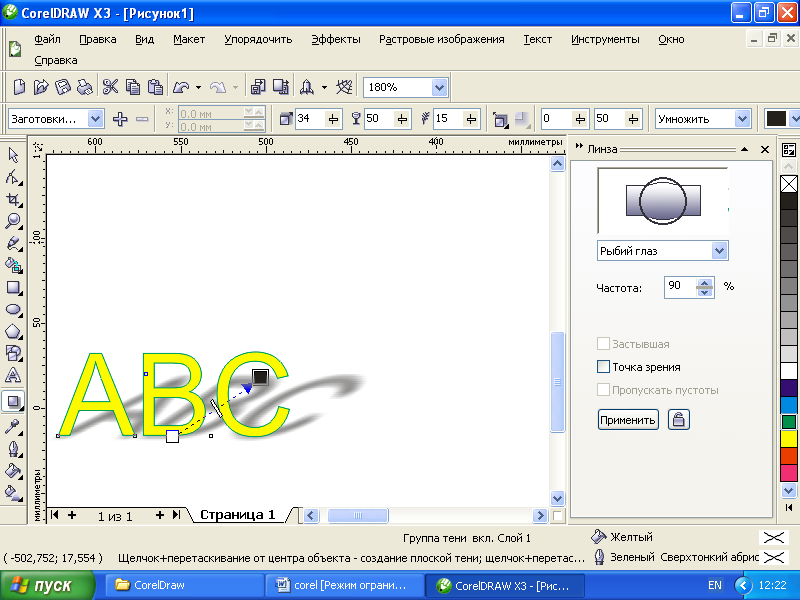 CorelDRAW X3 - [Рисунок1]
Файл Правка Вид Макет Упорядочить Эффекты Растровые изображения Текст Инструменты Окно
Справка
180%
Заготовки... x: 0.0 мм 34 50 15 0 50 Умножить
y: 0.0 мм
600 550 500 450 400 миллиметры
Линза
Рыбий глаз
Частота: 90 %
Застывшая
Точка зрения
Пропускать пустоты
Применить
100
50
0
миллиметры
ABC
1 из 1 Страница 1
Группа тени вкл. Слой 1 Желтый
( -502,752; 17,554 ) Щелчок+перетаскивание от центра объекта - создание плоской тени; щелчок+перетас... Зеленый Сверхтонкий абрис
пуск CorelDraw corel [Режим ограни... CorelDRAW X3 - [Рис... EN 12:22